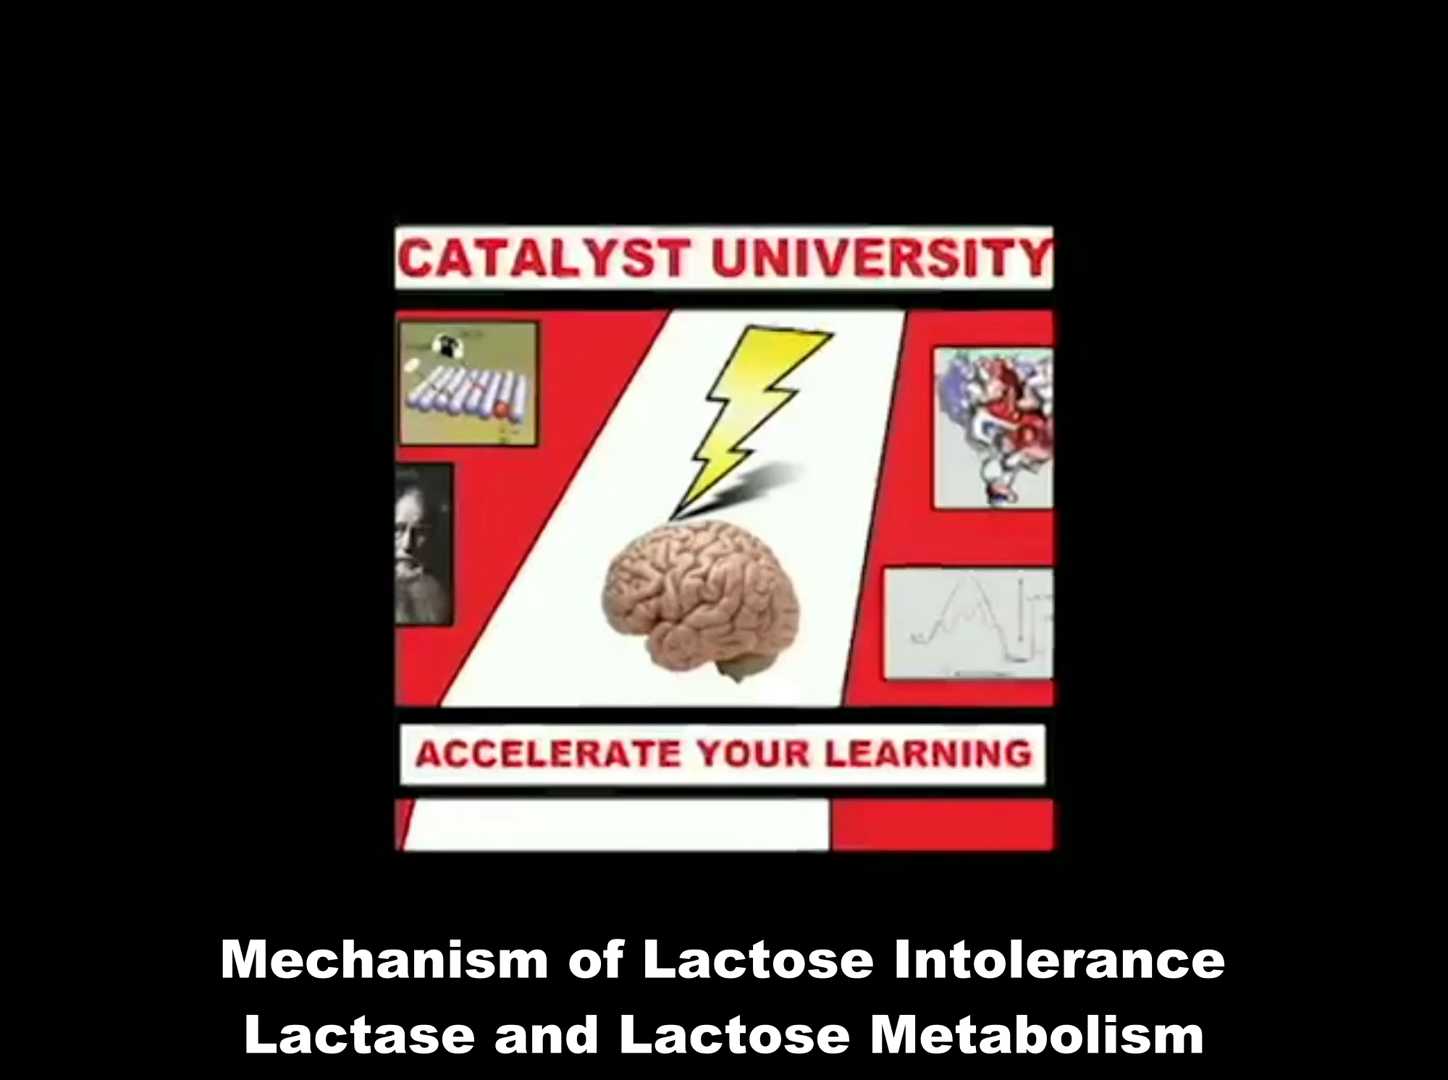 CATALYST UNIVERSITY
ACCELERATE YOUR LEARNING
Mechanism of Lactose Intolerance
Lactase and Lactose Metabolism